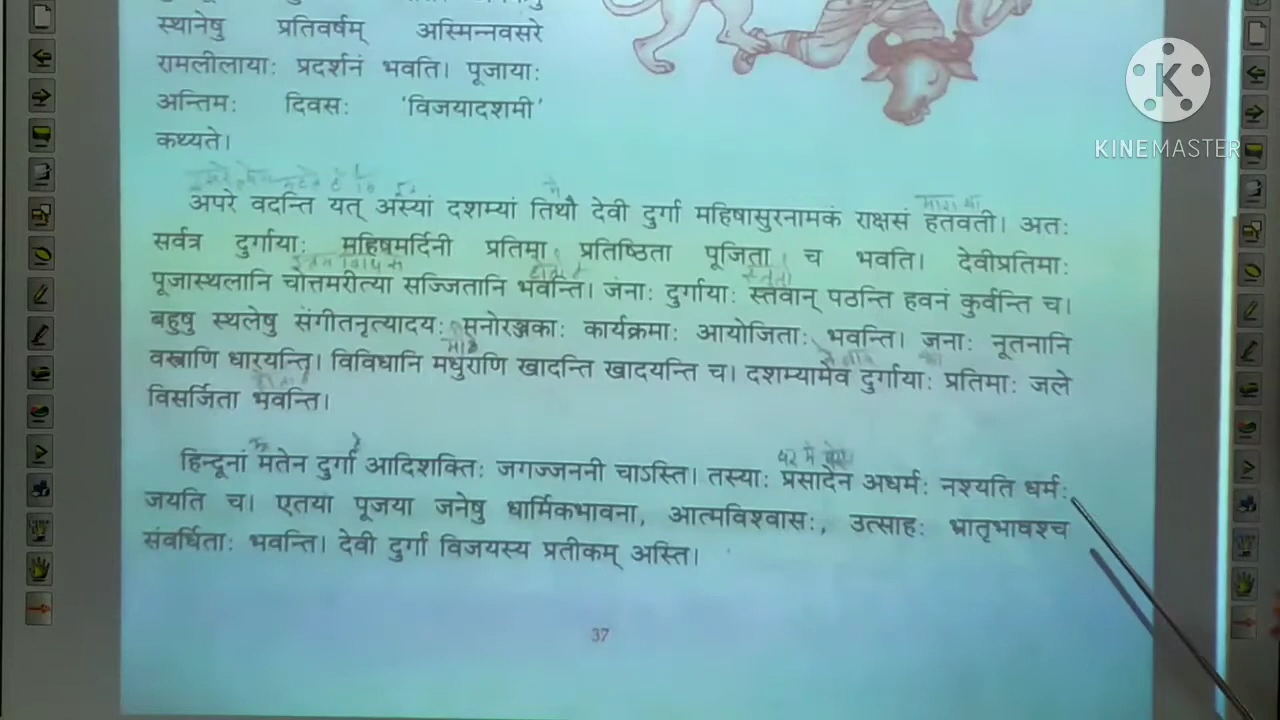 स्थानेषु प्रतिवर्षम् अस्मिन्नवसरे
रामलीलायाः प्रदर्शनं भवति। पूजायाः
अन्तिमः दिवसः 'विजयादशमी'
कथ्यते।
अपरे वदन्ति यत् अस्यां दशम्यां तिथौ देवी दुर्गा महिषासुरनामकं राक्षसं हतवती। अतः
सर्वत्र दुर्गायाः महिषमर्दिनी प्रतिमा प्रतिष्ठिता पूजिता च भवति। देवीप्रतिमाः
पूजास्थलानि चोत्तमरीत्या सज्जितानि भवन्ति। जनाः दुर्गायाः स्तवान् पठन्ति हवनं कुर्वन्ति च।
बहुषु स्थलेषु संगीतनृत्यादयः मनोरञ्जकाः कार्यक्रमाः आयोजिताः भवन्ति। जनाः नूतनानि
वस्त्राणि धारयन्ति। विविधानि मधुराणि खादन्ति खादयन्ति च। दशम्यामेव दुर्गायाः प्रतिमाः जले
विसर्जिता भवन्ति।
हिन्दूनां मतेन दुर्गा आदिशक्तिः जगज्जननी चाऽस्ति। तस्याः प्रसादेन अधर्मः नश्यति धर्मः
जयति च। एतया पूजया जनेषु धार्मिकभावना, आत्मविश्वासः, उत्साहः भ्रातृभावश्च
संवर्धिताः भवन्ति। देवी दुर्गा विजयस्य प्रतीकम् अस्ति।
37
K
KINEMASTER